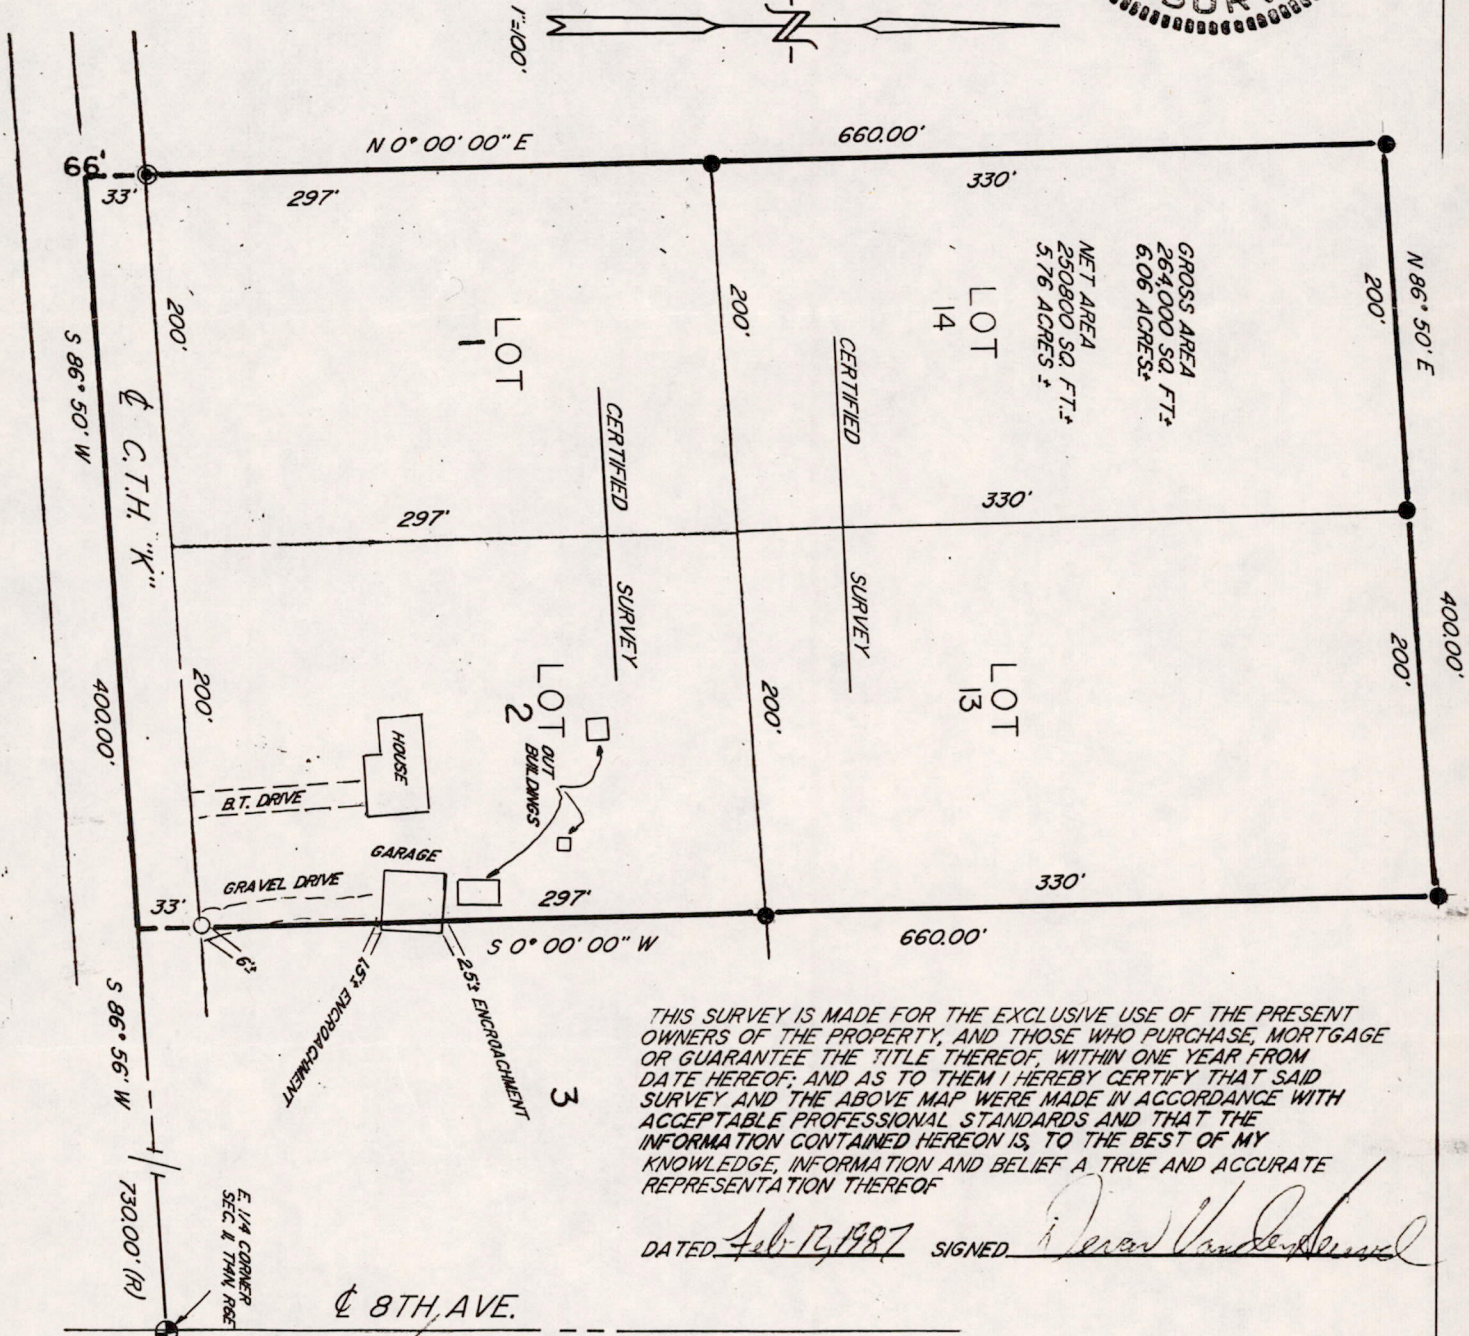 1"=100'
N
SUR
N 0° 00' 00" E
660.00'
66'
33'
297'
330'
N 86° 50' E
200'
400.00'
200'
GROSS AREA
264,000 SQ. FT.±
6.06 ACRES±
NET AREA
250800 SQ. FT.±
5.76 ACRES ±
LOT
14
LOT
1
200'
200'
CERTIFIED
SURVEY
CERTIFIED
SURVEY
S 86° 50' W
℄ C.T.H. "K"
297'
330'
LOT
13
LOT
2
200'
200'
400.00'
HOUSE
OUT
BUILDINGS
B.T. DRIVE
GARAGE
GRAVEL DRIVE
33'
297'
330'
S 0° 00' 00" W
660.00'
6'±
1.5'± ENCROACHMENT
2.5'± ENCROACHMENT
3
S 86° 56' W
730.00' (R)
E. 1/4 CORNER
SEC. 11, T14N, R6E
℄ 8TH. AVE.
THIS SURVEY IS MADE FOR THE EXCLUSIVE USE OF THE PRESENT
OWNERS OF THE PROPERTY, AND THOSE WHO PURCHASE, MORTGAGE
OR GUARANTEE THE TITLE THEREOF, WITHIN ONE YEAR FROM
DATE HEREOF; AND AS TO THEM I HEREBY CERTIFY THAT SAID
SURVEY AND THE ABOVE MAP WERE MADE IN ACCORDANCE WITH
ACCEPTABLE PROFESSIONAL STANDARDS AND THAT THE
INFORMATION CONTAINED HEREON IS, TO THE BEST OF MY
KNOWLEDGE, INFORMATION AND BELIEF A TRUE AND ACCURATE
REPRESENTATION THEREOF
DATED Feb. 12, 1987 SIGNED